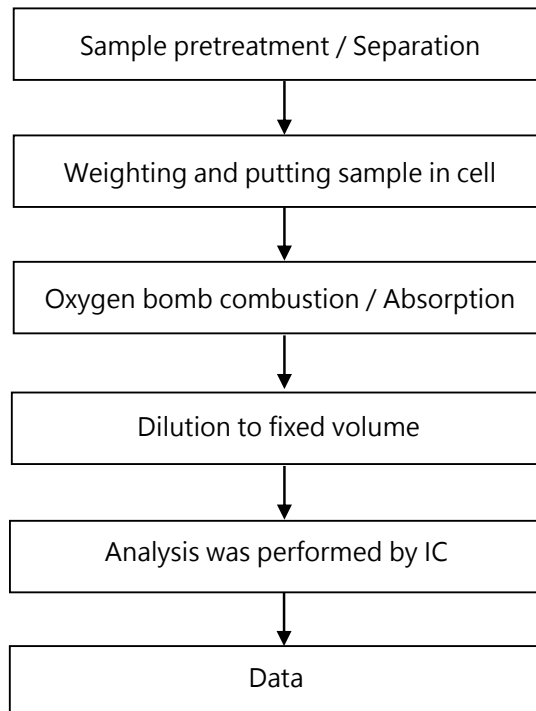 Sample pretreatment / Separation
Weighting and putting sample in cell
Oxygen bomb combustion / Absorption
Dilution to fixed volume
Analysis was performed by IC
Data